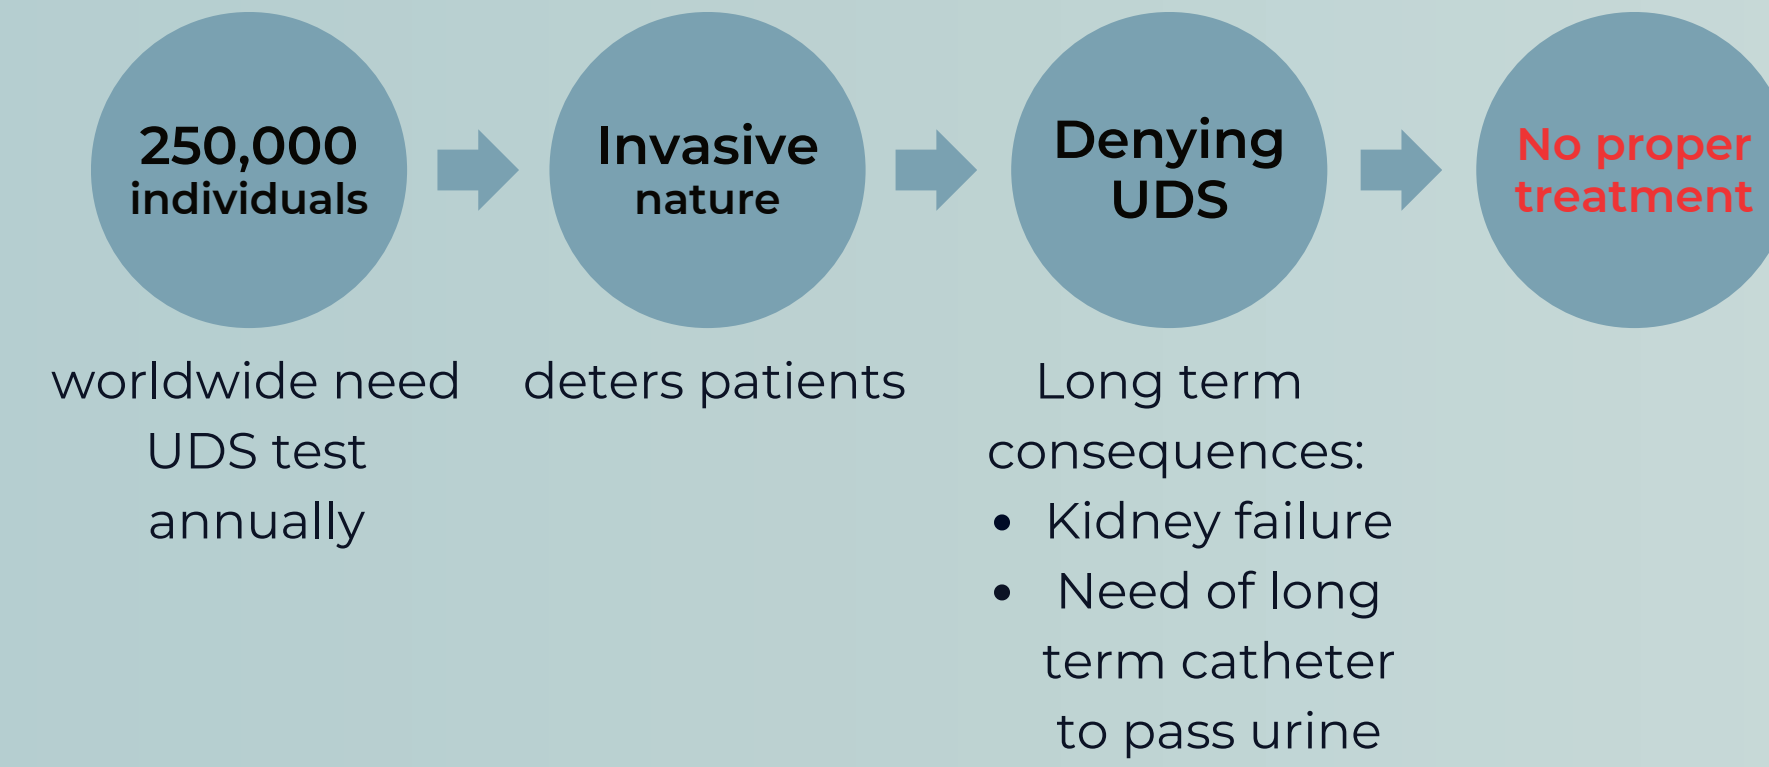 250,000
individuals
worldwide need
UDS test
annually
Invasive
nature
deters patients
Denying
UDS
Long term
consequences:
• Kidney failure
• Need of long
term catheter
to pass urine
No proper
treatment